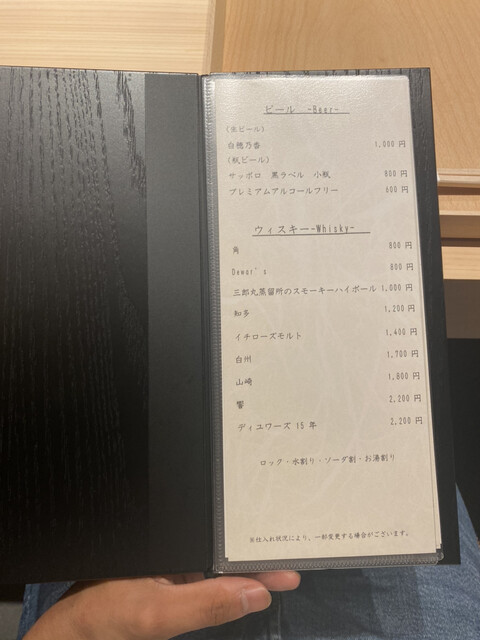 ビール -Beer-
(生ビール)
白穂乃香 1,000 円
(瓶ビール)
サッポロ 黒ラベル 小瓶 800 円
プレミアムアルコールフリー 600 円
ウィスキー-Whisky-
角 800 円
Dewar's 800 円
三郎丸蒸留所のスモーキーハイボール 1,000 円
知多 1,200 円
イチローズモルト 1,400 円
白州 1,700 円
山崎 1,800 円
響 2,200 円
ディュワーズ 15 年 2,200 円
ロック・水割り・ソーダ割・お湯割り
※仕入れ状況により、一部変更する場合がございます。